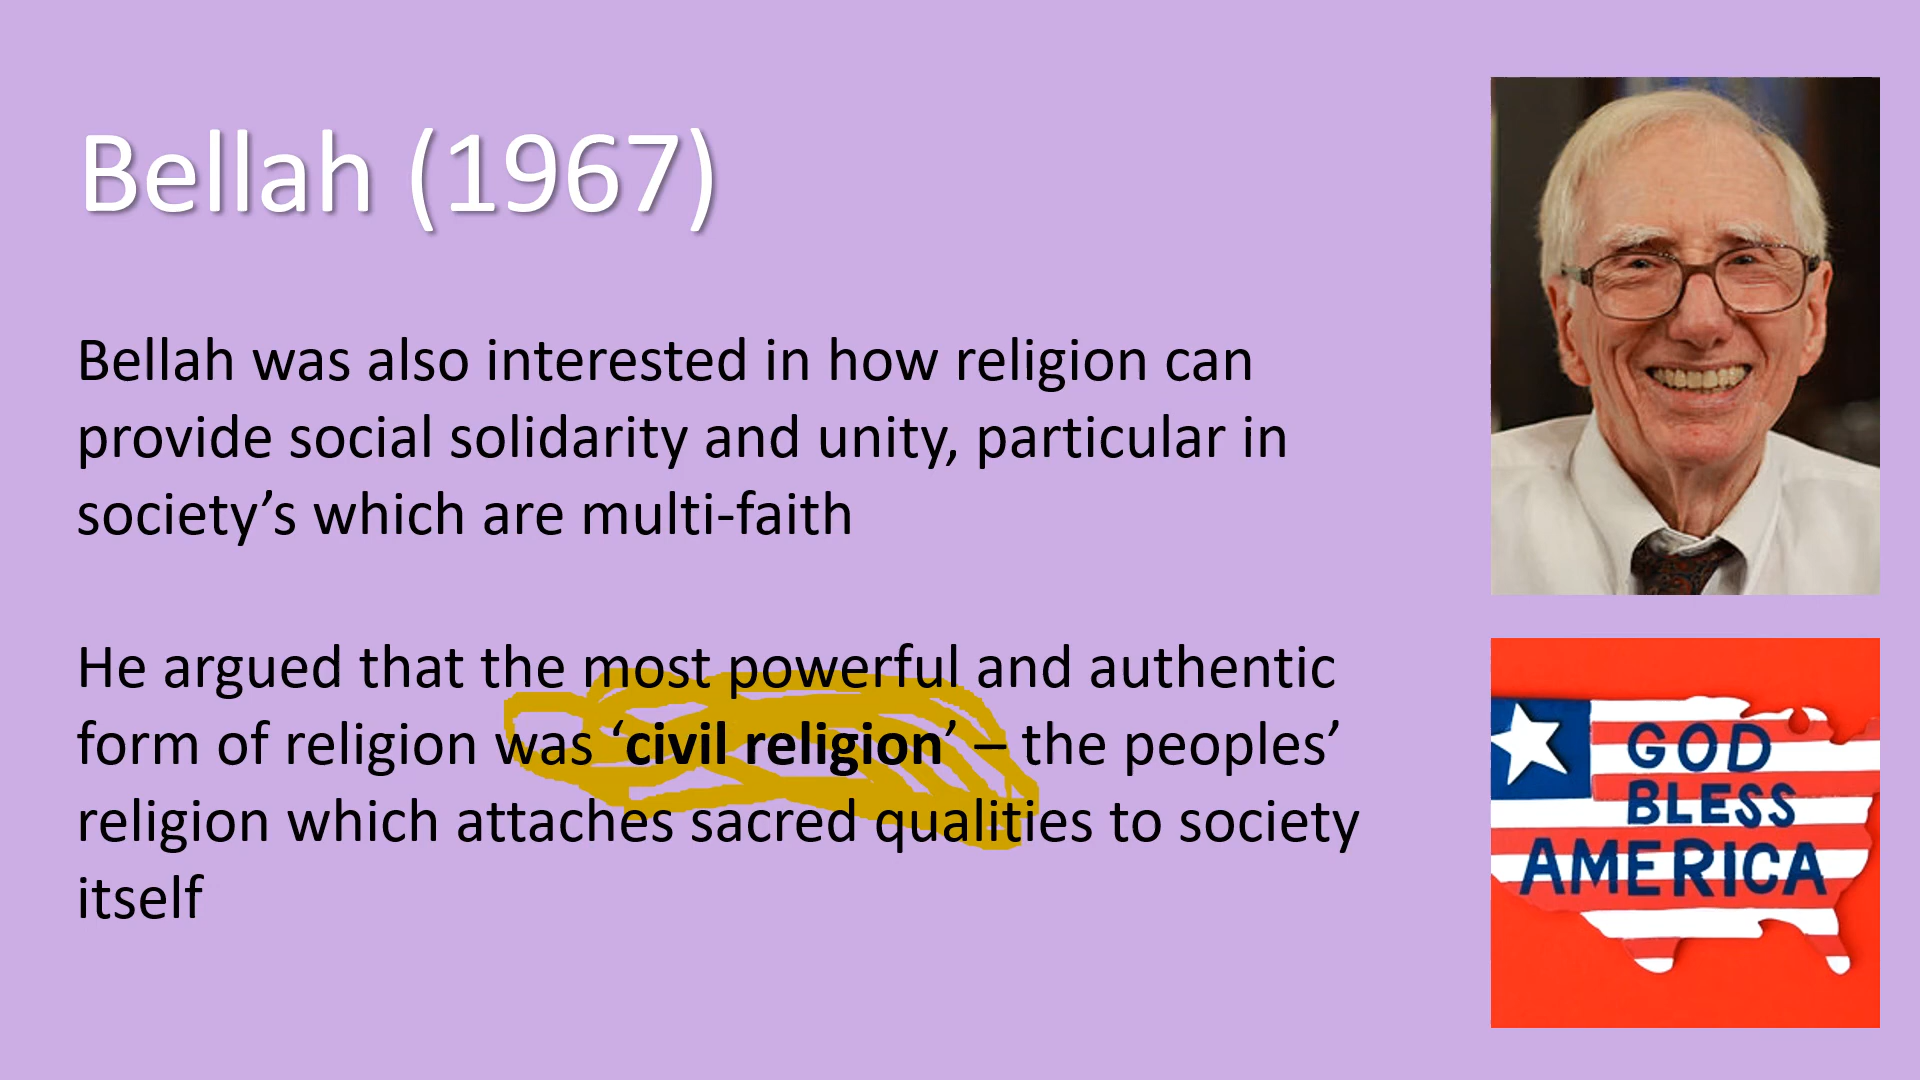 Bellah (1967)
Bellah was also interested in how religion can
provide social solidarity and unity, particular in
society’s which are multi-faith
He argued that the most powerful and authentic
form of religion was ‘civil religion’ – the peoples’
religion which attaches sacred qualities to society
itself
GOD
BLESS
AMERICA